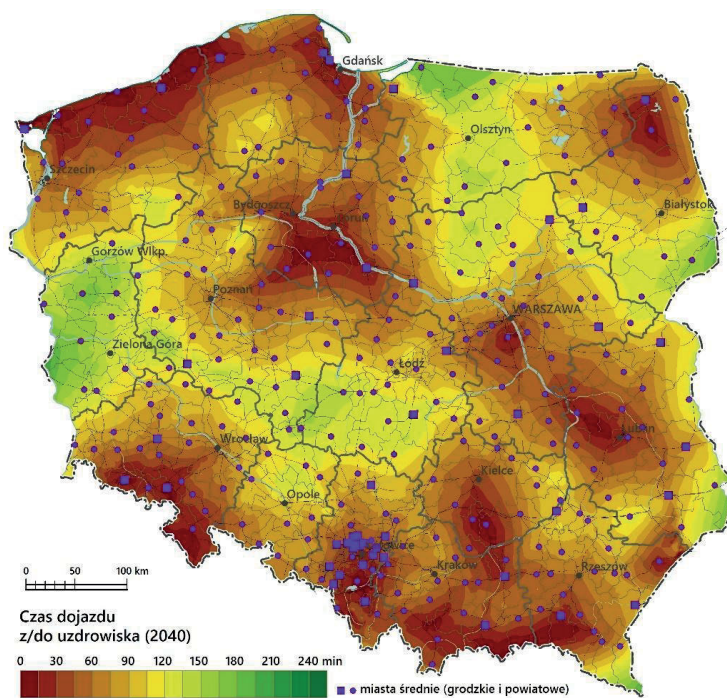 Gdańsk
Olsztyn
Szczecin
Białystok
Bydgoszcz
Toruń
Gorzów Wlkp.
Poznań
WARSZAWA
Zielona Góra
Łódź
Lublin
Wrocław
Kielce
Opole
Kraków
Rzeszów
0 50 100 km
Czas dojazdu
z/do uzdrowiska (2040)
0 30 60 90 120 150 180 210 240 min
miasta średnie (grodzkie i powiatowe)